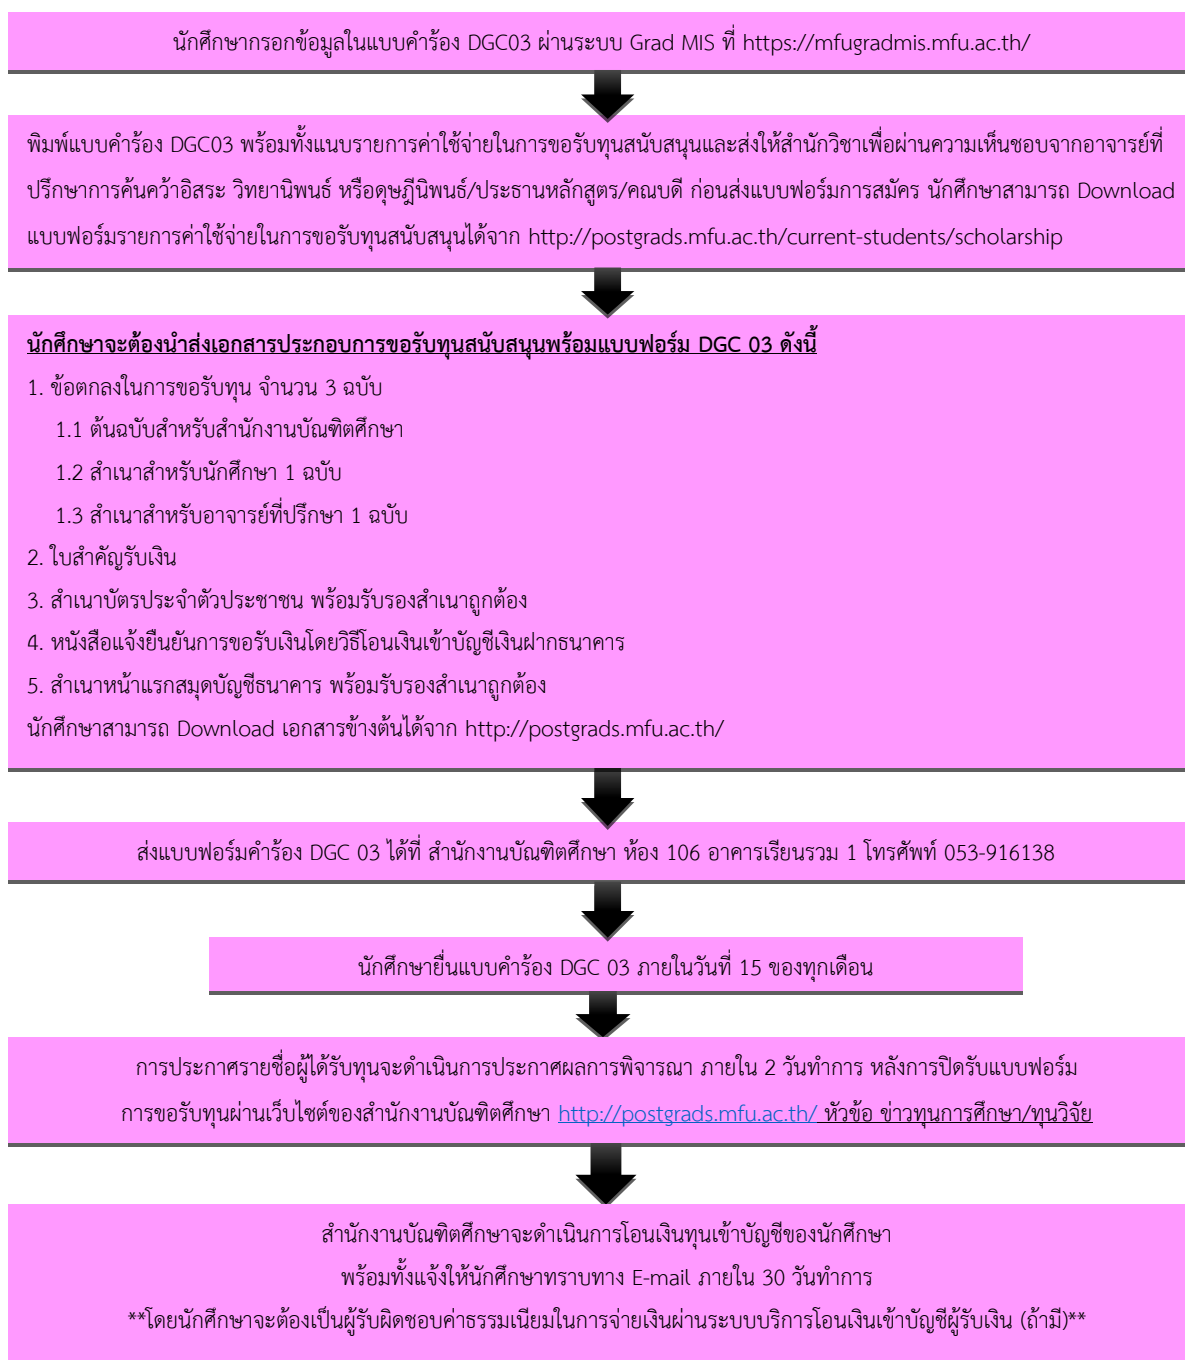 นักศึกษากรอกข้อมูลในแบบคำร้อง DGC03 ผ่านระบบ Grad MIS ที่ https://mfugradmis.mfu.ac.th/
พิมพ์แบบคำร้อง DGC03 พร้อมทั้งแนบรายการค่าใช้จ่ายในการขอรับทุนสนับสนุนและส่งให้สำนักวิชาเพื่อผ่านความเห็นชอบจากอาจารย์ที่
ปรึกษาการค้นคว้าอิสระ วิทยานิพนธ์ หรือดุษฎีนิพนธ์/ประธานหลักสูตร/คณบดี ก่อนส่งแบบฟอร์มการสมัคร นักศึกษาสามารถ Download
แบบฟอร์มรายการค่าใช้จ่ายในการขอรับทุนสนับสนุนได้จาก http://postgrads.mfu.ac.th/current-students/scholarship
นักศึกษาจะต้องนำส่งเอกสารประกอบการขอรับทุนสนับสนุนพร้อมแบบฟอร์ม DGC 03 ดังนี้
1. ข้อตกลงในการขอรับทุน จำนวน 3 ฉบับ
1.1 ต้นฉบับสำหรับสำนักงานบัณฑิตศึกษา
1.2 สำเนาสำหรับนักศึกษา 1 ฉบับ
1.3 สำเนาสำหรับอาจารย์ที่ปรึกษา 1 ฉบับ
2. ใบสำคัญรับเงิน
3. สำเนาบัตรประจำตัวประชาชน พร้อมรับรองสำเนาถูกต้อง
4. หนังสือแจ้งยืนยันการขอรับเงินโดยวิธีโอนเงินเข้าบัญชีเงินฝากธนาคาร
5. สำเนาหน้าแรกสมุดบัญชีธนาคาร พร้อมรับรองสำเนาถูกต้อง
นักศึกษาสามารถ Download เอกสารข้างต้นได้จาก http://postgrads.mfu.ac.th/
ส่งแบบฟอร์มคำร้อง DGC 03 ได้ที่ สำนักงานบัณฑิตศึกษา ห้อง 106 อาคารเรียนรวม 1 โทรศัพท์ 053-916138
นักศึกษายื่นแบบคำร้อง DGC 03 ภายในวันที่ 15 ของทุกเดือน
การประกาศรายชื่อผู้ได้รับทุนจะดำเนินการประกาศผลการพิจารณา ภายใน 2 วันทำการ หลังการปิดรับแบบฟอร์ม
การขอรับทุนผ่านเว็บไซต์ของสำนักงานบัณฑิตศึกษา http://postgrads.mfu.ac.th/ หัวข้อ ข่าวทุนการศึกษา/ทุนวิจัย
สำนักงานบัณฑิตศึกษาจะดำเนินการโอนเงินทุนเข้าบัญชีของนักศึกษา
พร้อมทั้งแจ้งให้นักศึกษาทราบทาง E-mail ภายใน 30 วันทำการ
**โดยนักศึกษาจะต้องเป็นผู้รับผิดชอบค่าธรรมเนียมในการจ่ายเงินผ่านระบบบริการโอนเงินเข้าบัญชีผู้รับเงิน (ถ้ามี)**